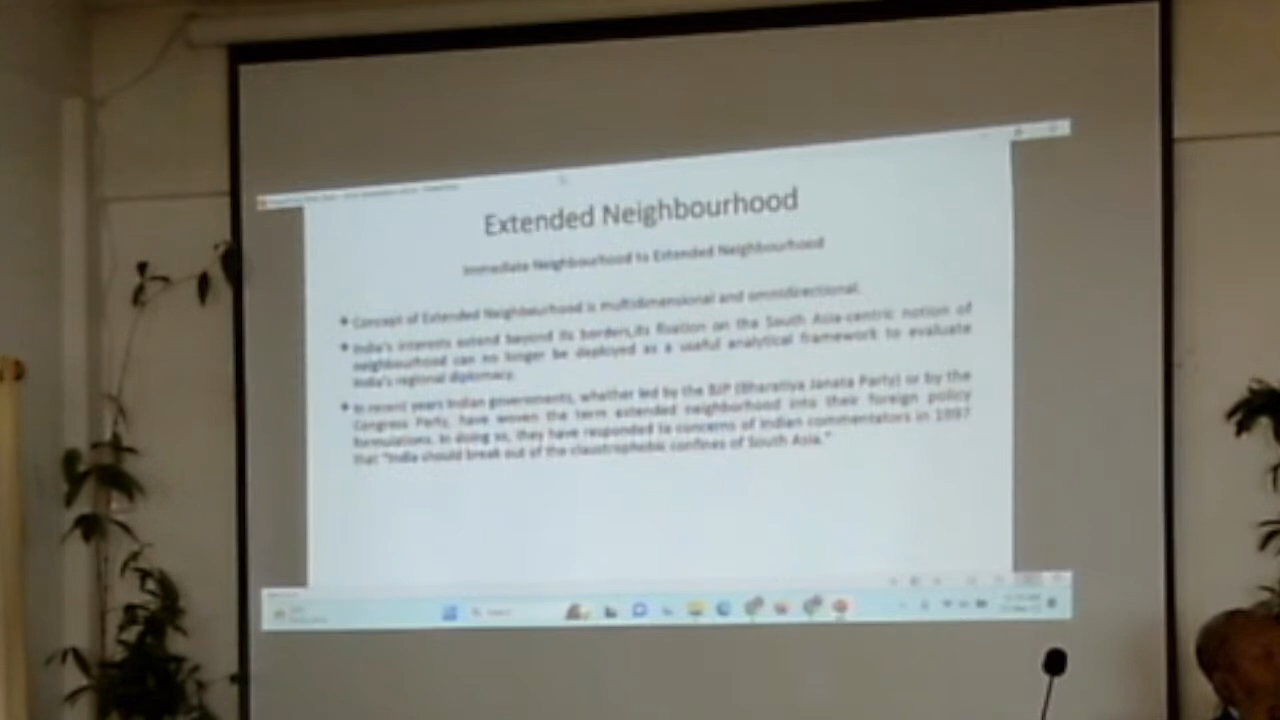 Extended Neighbourhood
Immediate Neighbourhood to Extended Neighbourhood
Concept of Extended Neighbourhood is multidimensional and omnidirectional.
India's interests extend beyond its borders,its fixation on the South Asia-centric notion of
neighbourhood can no longer be deployed as a useful analytical framework to evaluate
India's regional diplomacy.
In recent years Indian governments, whether led by the BJP (Bharatiya Janata Party) or by the
Congress Party, have woven the term extended neighborhood into their foreign policy
formulations. In doing so, they have responded to concerns of Indian commentators in 1997
that "India should break out of the claustrophobic confines of South Asia."
Search